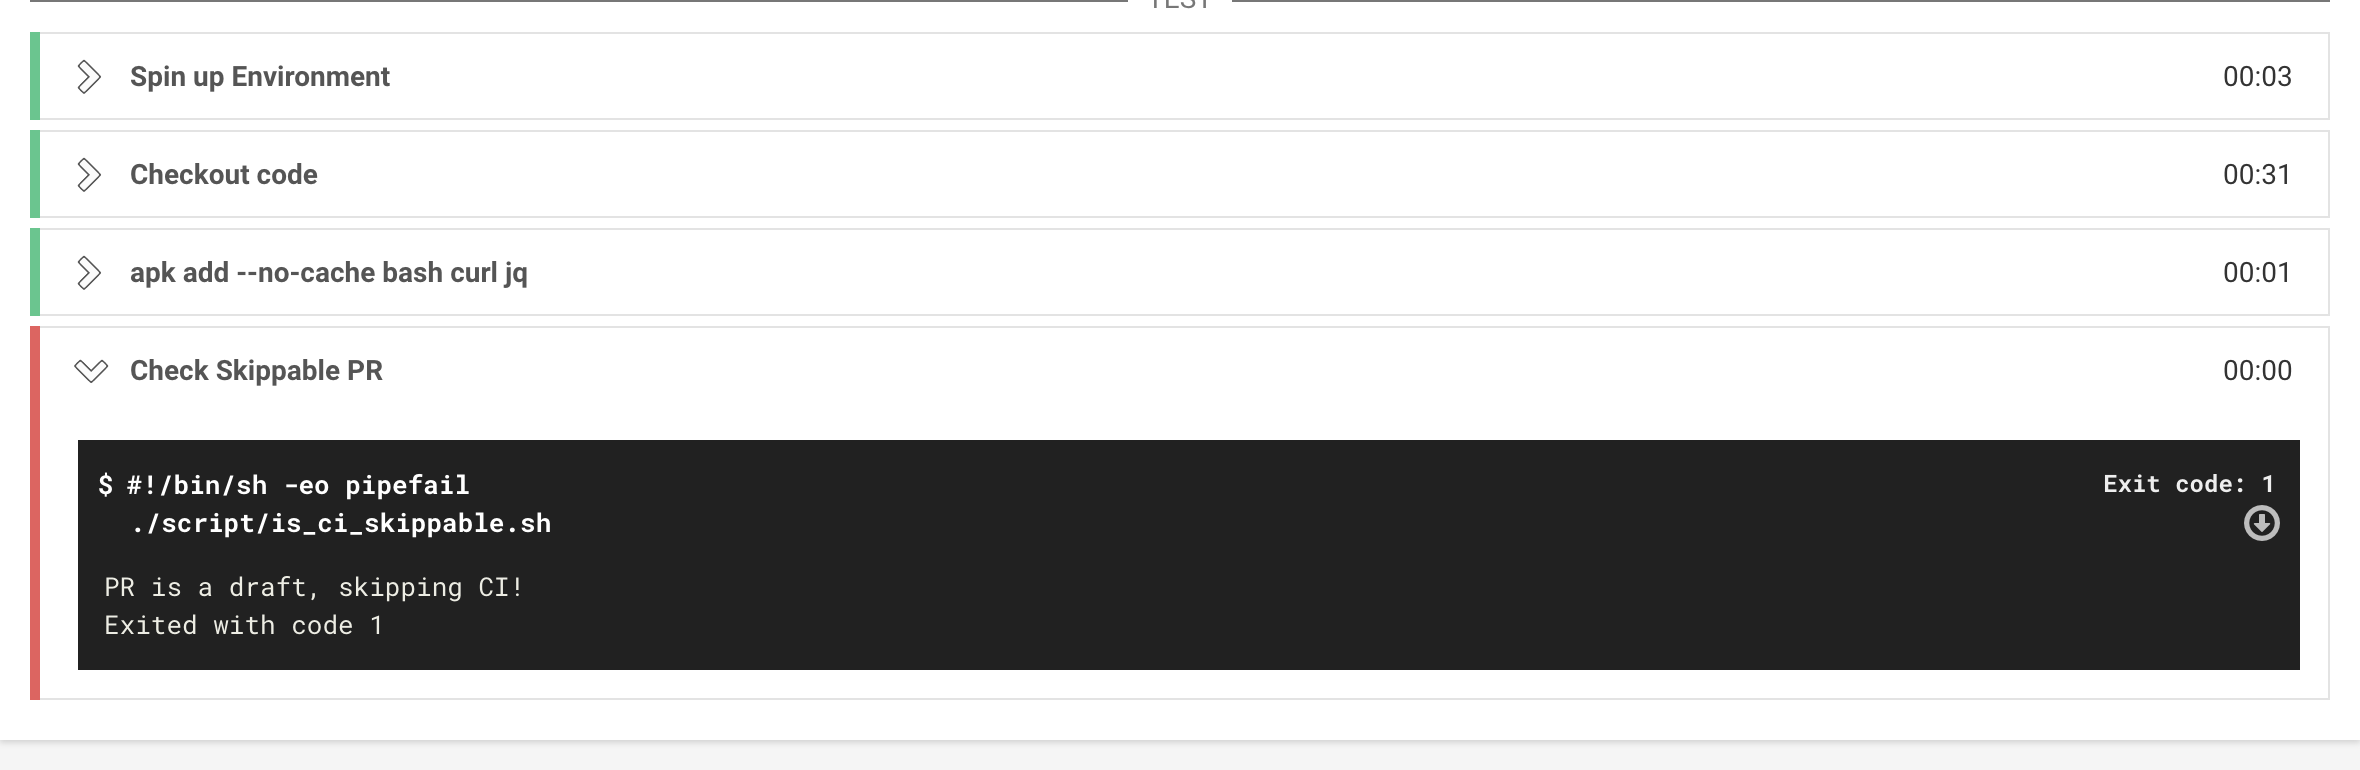 TEST
Spin up Environment 00:03
Checkout code 00:31
apk add --no-cache bash curl jq 00:01
Check Skippable PR 00:00
$ #!/bin/sh -eo pipefail Exit code: 1
./script/is_ci_skippable.sh
PR is a draft, skipping CI!
Exited with code 1